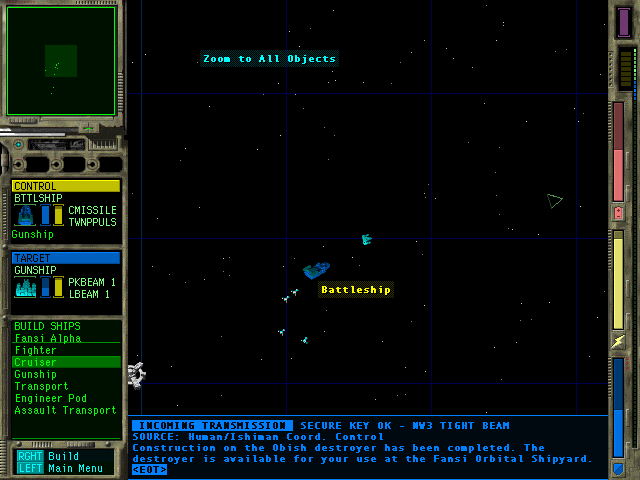 Zoom to All Objects
CONTROL
BTTLSHIP
CMISSILE
TWNPPULS
Gunship
TARGET
GUNSHIP
PKBEAM 1
LBEAM 1
BUILD SHIPS
Fansi Alpha
Fighter
Cruiser
Gunship
Transport
Engineer Pod
Assault Transport
RGHT Build
LEFT Main Menu
Battleship
INCOMING TRANSMISSION SECURE KEY OK - NW3 TIGHT BEAM
SOURCE: Human/Ishiman Coord. Control
Construction on the Obish destroyer has been completed. The
destroyer is available for your use at the Fansi Orbital Shipyard.
<EOT>